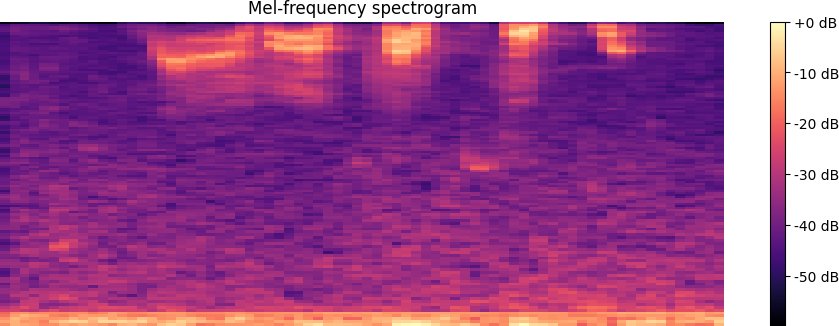 Mel-frequency spectrogram
+0 dB
-10 dB
-20 dB
-30 dB
-40 dB
-50 dB